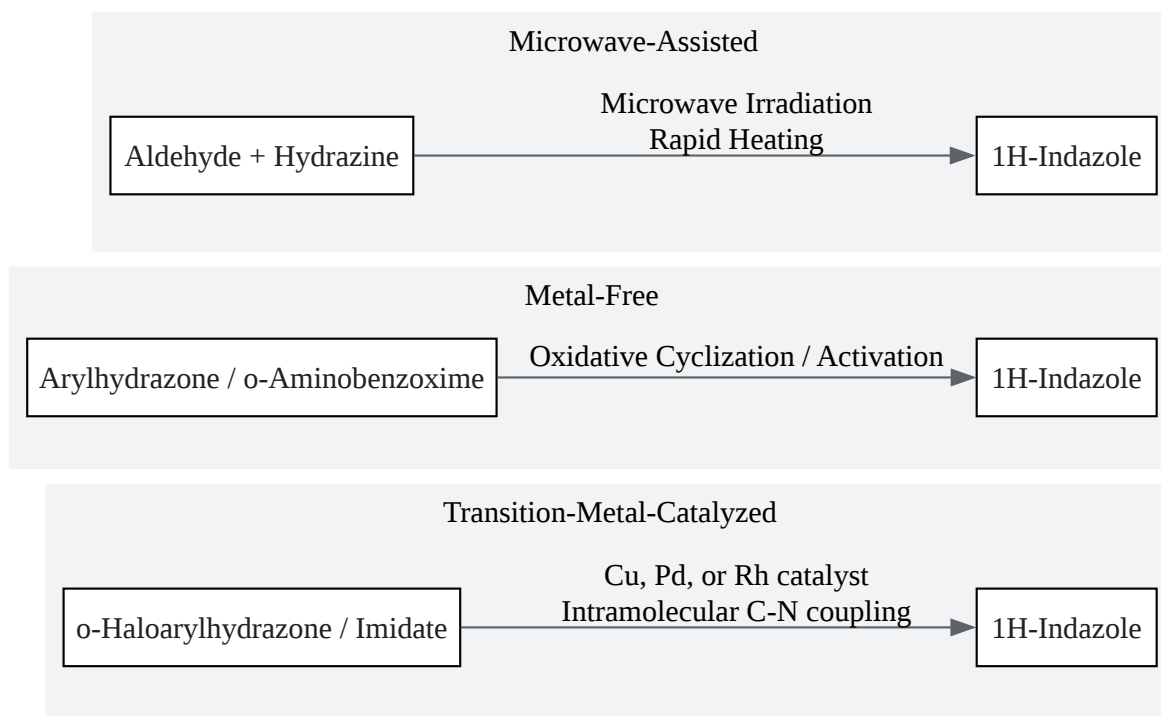 Microwave-Assisted
Microwave Irradiation
Rapid Heating
Aldehyde + Hydrazine
1H-Indazole
Metal-Free
Oxidative Cyclization / Activation
Arylhydrazone / o-Aminobenzoxime
1H-Indazole
Transition-Metal-Catalyzed
Cu, Pd, or Rh catalyst
Intramolecular C-N coupling
o-Haloarylhydrazone / Imidate
1H-Indazole